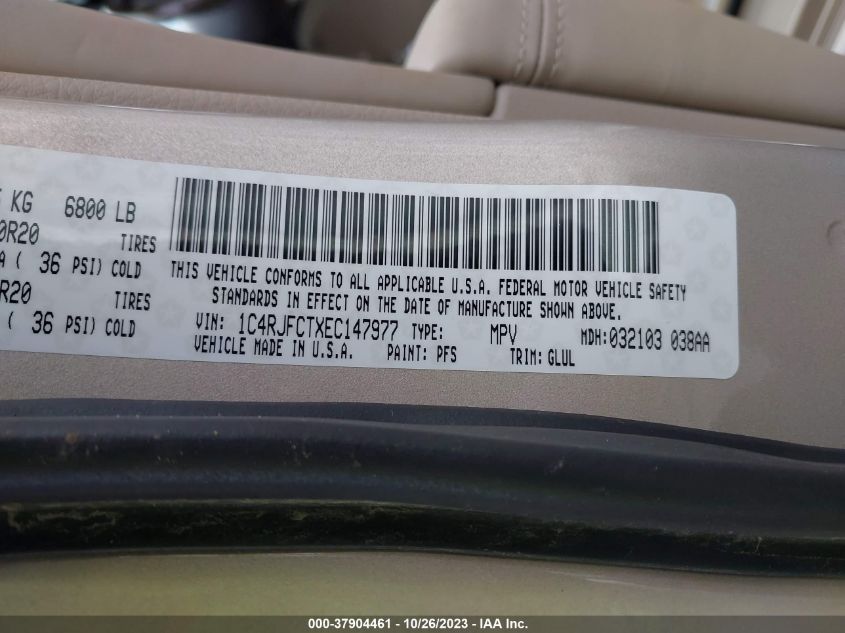 KG 6800 LB
0R20 TIRES
A ( 36 PSI) COLD
R20 TIRES
( 36 PSI) COLD
THIS VEHICLE CONFORMS TO ALL APPLICABLE U.S.A. FEDERAL MOTOR VEHICLE SAFETY
STANDARDS IN EFFECT ON THE DATE OF MANUFACTURE SHOWN ABOVE.
VIN: 1C4RJFCTXEC147977 TYPE: MPV MDH:032103 038AA
VEHICLE MADE IN U.S.A. PAINT: PFS TRIM: GLUL
000-37904461 - 10/26/2023 - IAA Inc.